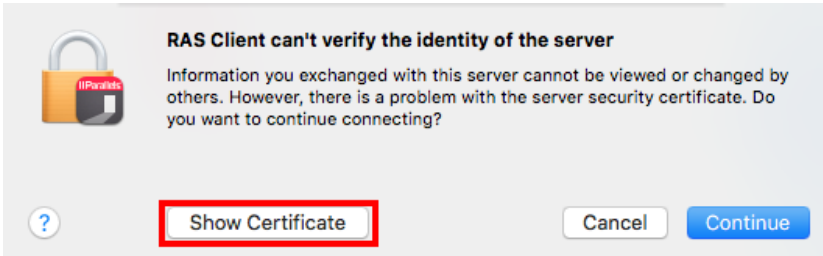 RAS Client can't verify the identity of the server
Information you exchanged with this server cannot be viewed or changed by
others. However, there is a problem with the server security certificate. Do
you want to continue connecting?
|| Parallels
?
Show Certificate
Cancel
Continue